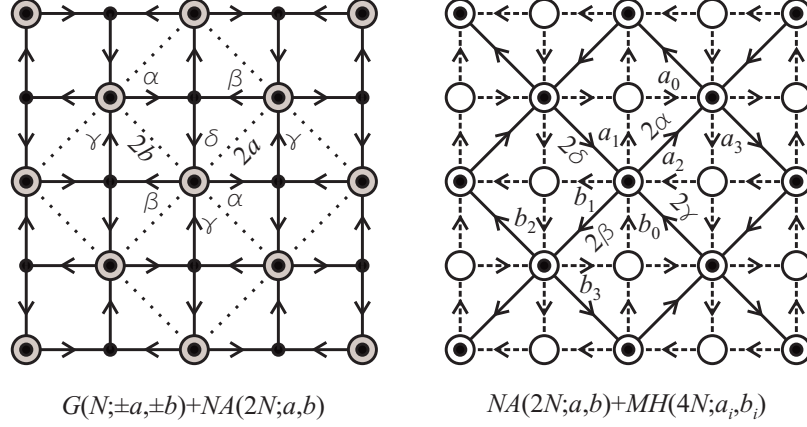 α β a₀
γ 2b δ 2a γ 2δ a₁ 2α a₂ a₃
β α b₂ b₁ 2γ
γ 2β b₀
b₃
G(N;±a,±b)+NA(2N;a,b)
NA(2N;a,b)+MH(4N;aᵢ,bᵢ)